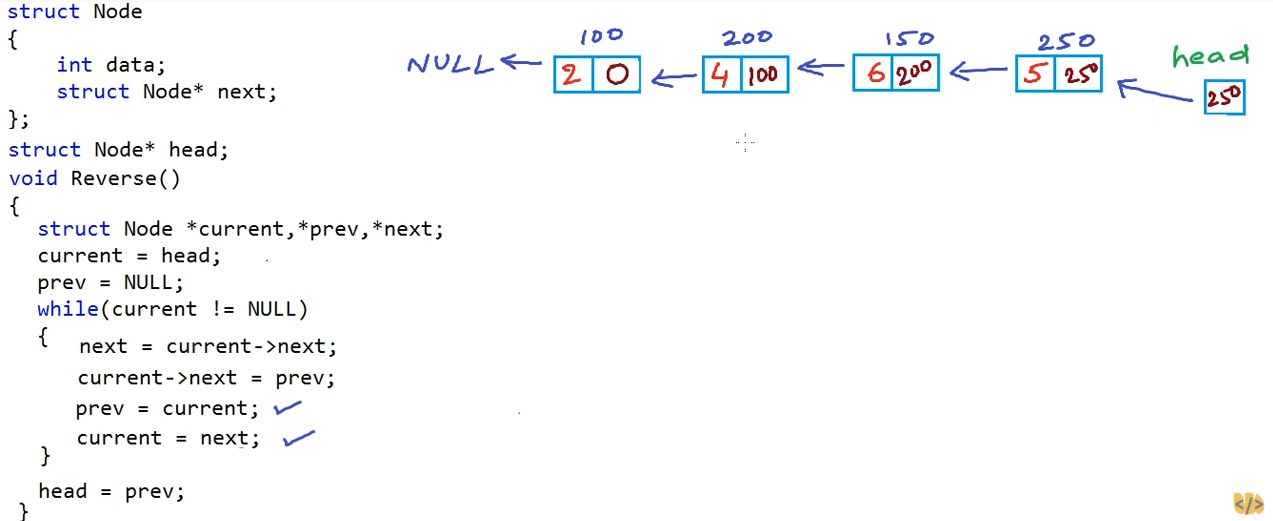 struct Node
{
int data;
struct Node* next;
};
struct Node* head;
void Reverse()
{
struct Node *current,*prev,*next;
current = head;
prev = NULL;
while(current != NULL)
{
next = current->next;
current->next = prev;
prev = current;
current = next;
}
head = prev;
}
100 200 150 250
head
NULL 2 0 4 100 6 200 5 250
250
</>